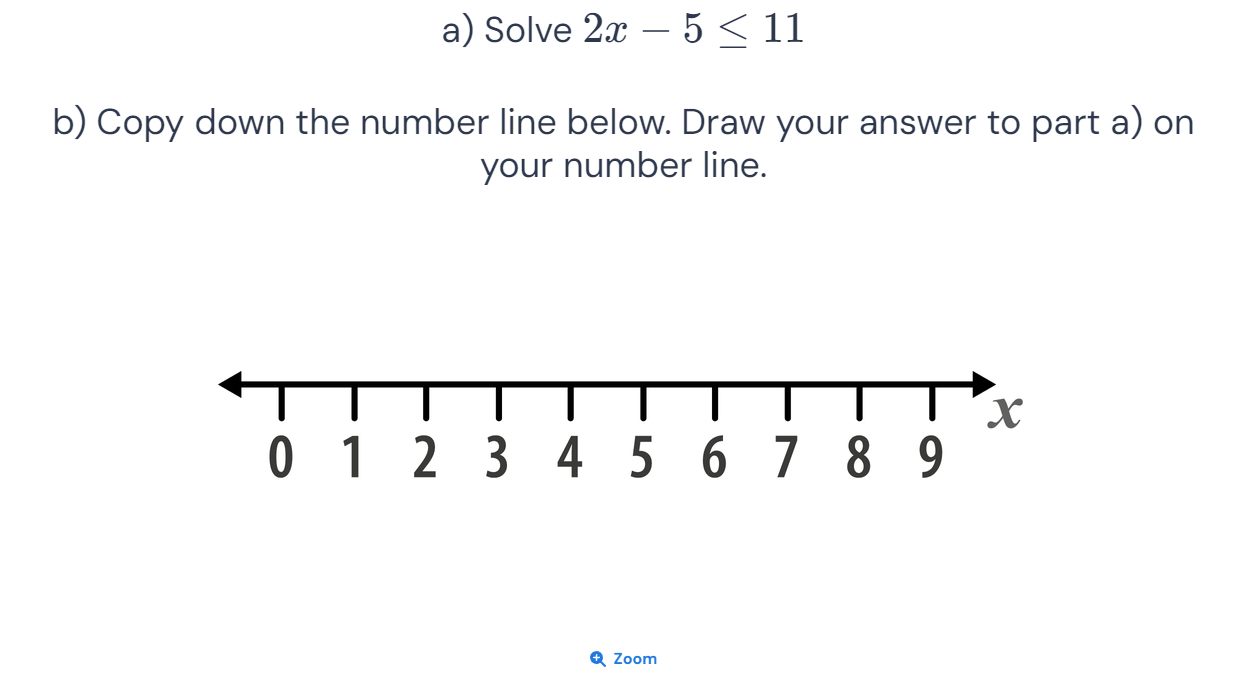 a) Solve 2x − 5 ≤ 11
b) Copy down the number line below. Draw your answer to part a) on
your number line.
x
0 1 2 3 4 5 6 7 8 9
Zoom